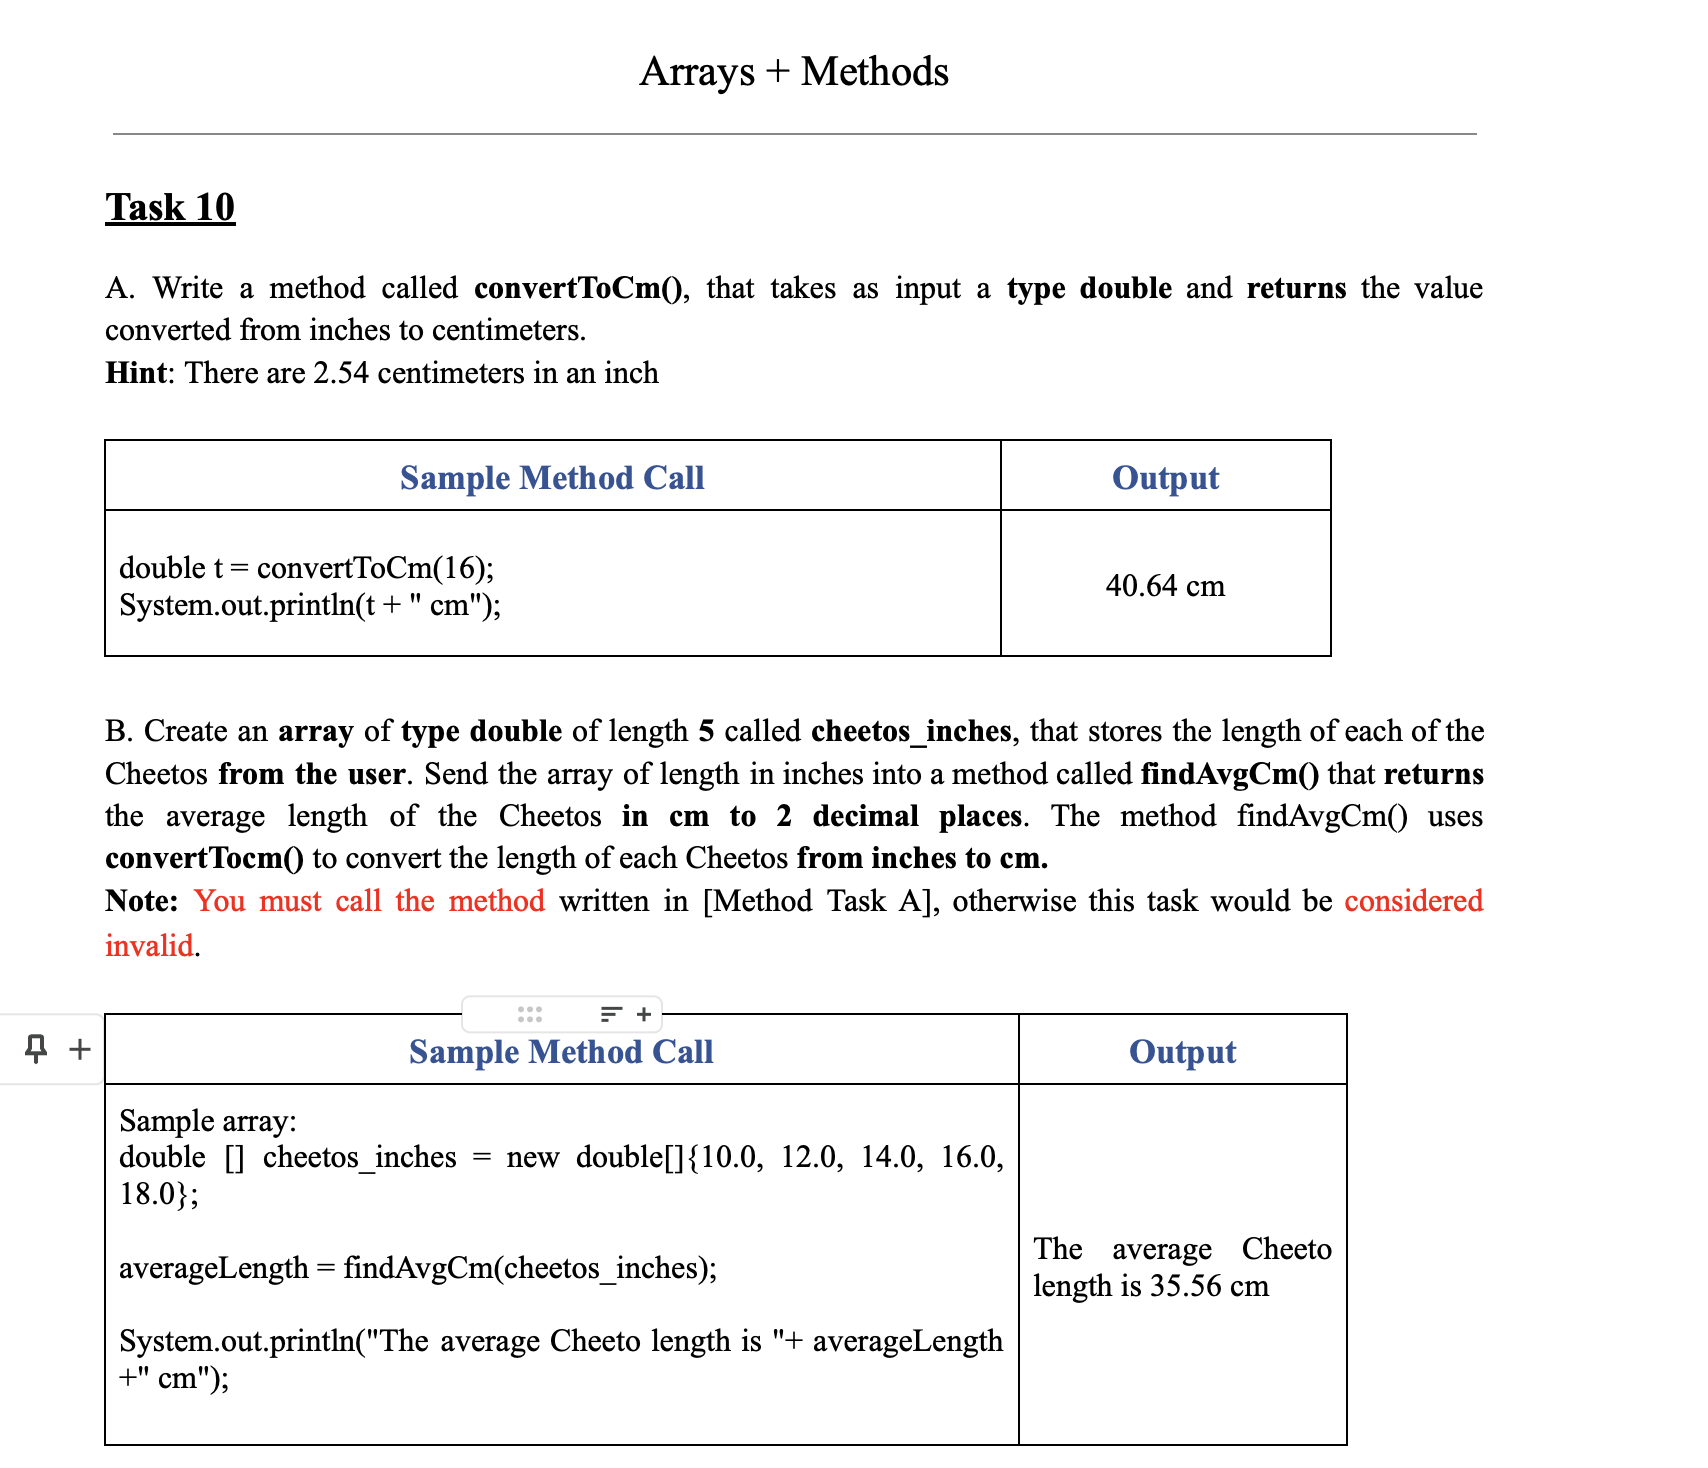 Arrays + Methods
Task 10
A. Write a method called convertToCm(), that takes as input a type double and returns the value
converted from inches to centimeters.
Hint: There are 2.54 centimeters in an inch
Sample Method Call
Output
double t = convertToCm(16);
System.out.println(t + " cm");
40.64 cm
B. Create an array of type double of length 5 called cheetos_inches, that stores the length of each of the
Cheetos from the user. Send the array of length in inches into a method called findAvgCm() that returns
the average length of the Cheetos in cm to 2 decimal places. The method findAvgCm() uses
convertTocm() to convert the length of each Cheetos from inches to cm.
Note: You must call the method written in [Method Task A], otherwise this task would be considered
invalid.
Sample Method Call
Output
Sample array:
double [] cheetos_inches = new double[]{10.0, 12.0, 14.0, 16.0,
18.0};
averageLength = findAvgCm(cheetos_inches);
System.out.println("The average Cheeto length is "+ averageLength
+" cm");
The average Cheeto
length is 35.56 cm